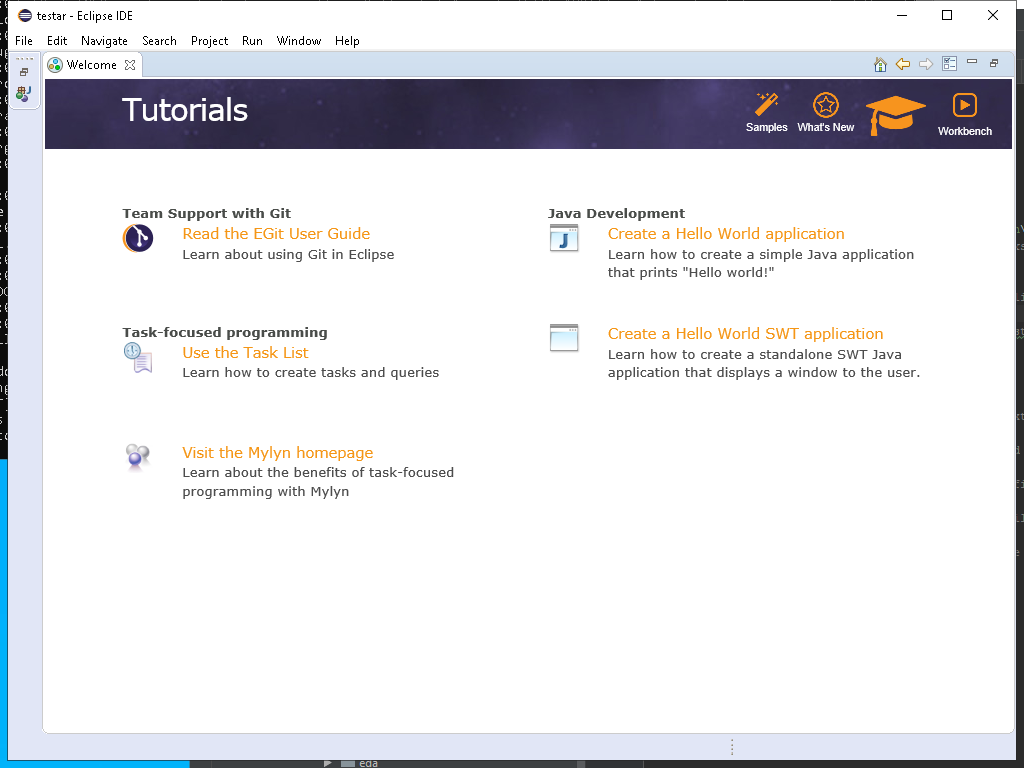 testar - Eclipse IDE
File Edit Navigate Search Project Run Window Help
Welcome
Tutorials
Samples
What's New
Workbench
Team Support with Git
Read the EGit User Guide
Learn about using Git in Eclipse
Task-focused programming
Use the Task List
Learn how to create tasks and queries
Visit the Mylyn homepage
Learn about the benefits of task-focused
programming with Mylyn
Java Development
Create a Hello World application
Learn how to create a simple Java application
that prints "Hello world!"
Create a Hello World SWT application
Learn how to create a standalone SWT Java
application that displays a window to the user.
eda